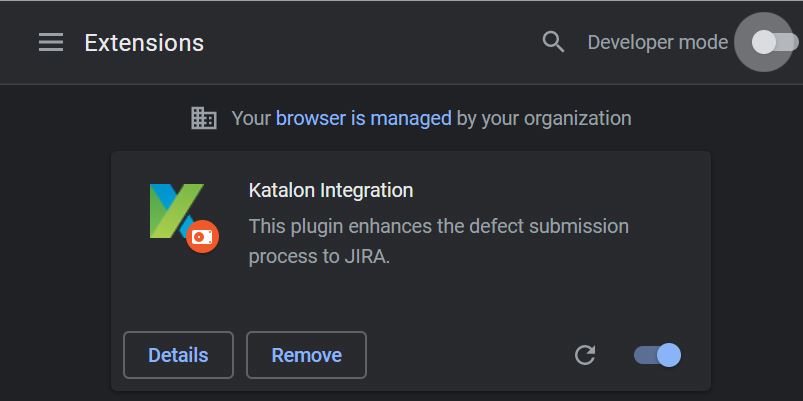 Extensions
Developer mode
Your browser is managed by your organization
Katalon Integration
This plugin enhances the defect submission
process to JIRA.
Details
Remove